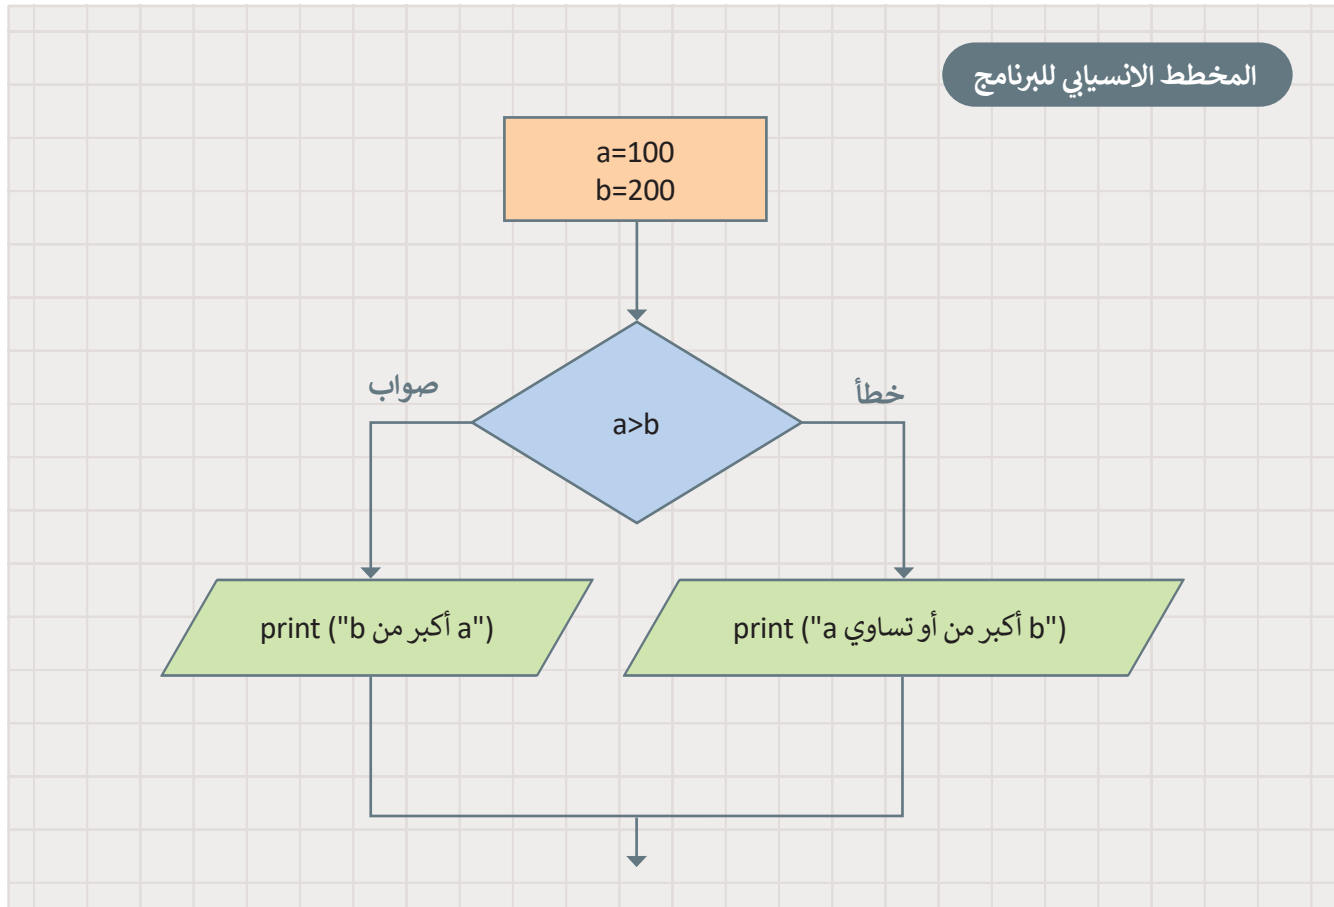 المخطط الانسيابي للبرنامج
a=100
b=200
a>b
صواب
خطأ
print ("a أكبر من b")
print ("b أكبر من أو تساوي a")